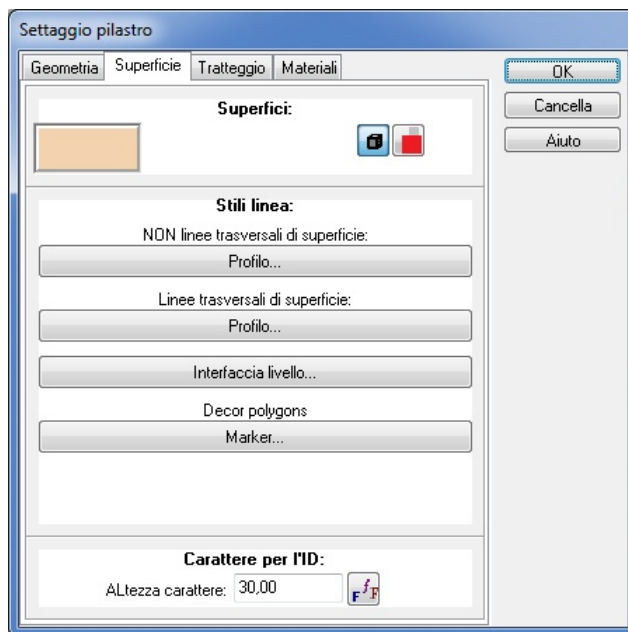 Settaggio pilastro
Geometria Superficie Tratteggio Materiali
OK
Cancella
Aiuto
Superfici:
Stili linea:
NON linee trasversali di superficie:
Profilo...
Linee trasversali di superficie:
Profilo...
Interfaccia livello...
Decor polygons
Marker...
Carattere per l'ID:
ALtezza carattere: 30,00 F f F